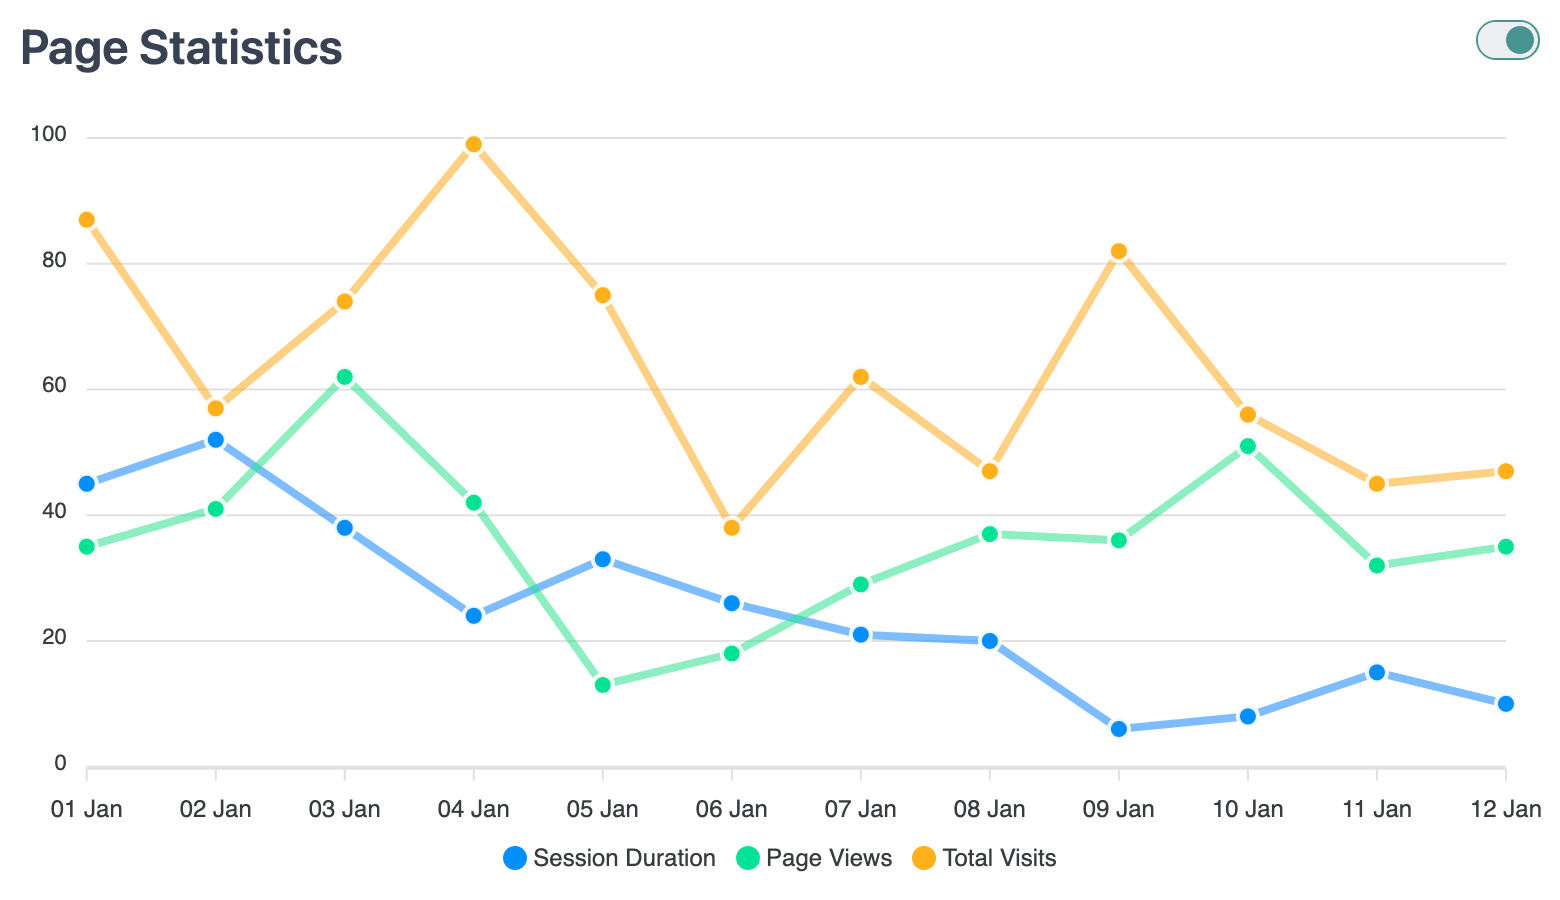 Page Statistics
100
80
60
40
20
0
01 Jan 02 Jan 03 Jan 04 Jan 05 Jan 06 Jan 07 Jan 08 Jan 09 Jan 10 Jan 11 Jan 12 Jan
Session Duration Page Views Total Visits